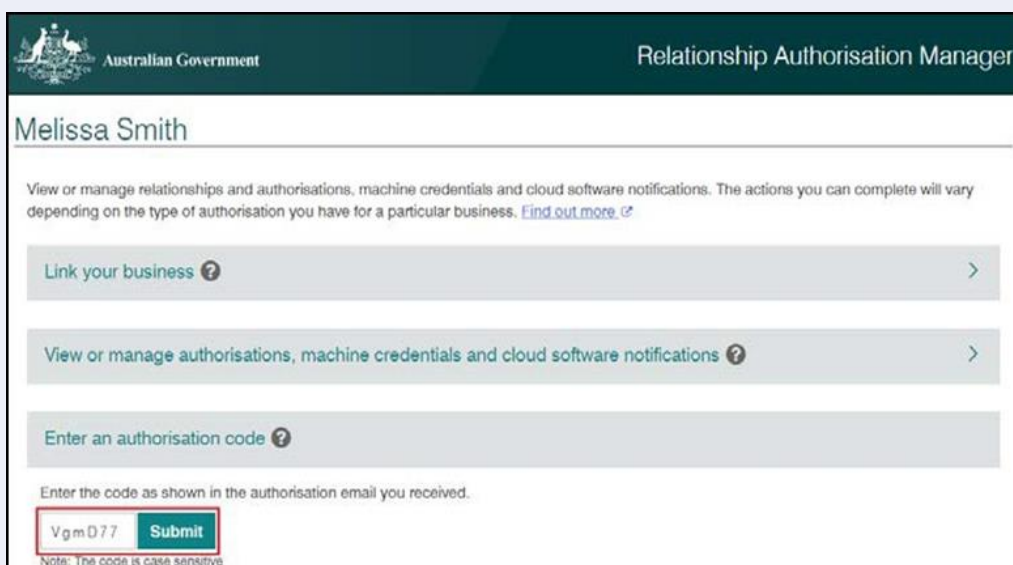 Australian Government
Relationship Authorisation Manager
Melissa Smith
View or manage relationships and authorisations, machine credentials and cloud software notifications. The actions you can complete will vary
depending on the type of authorisation you have for a particular business. Find out more
Link your business ?
View or manage authorisations, machine credentials and cloud software notifications ?
Enter an authorisation code ?
Enter the code as shown in the authorisation email you received.
VgmD77 Submit
Note: The code is case sensitive